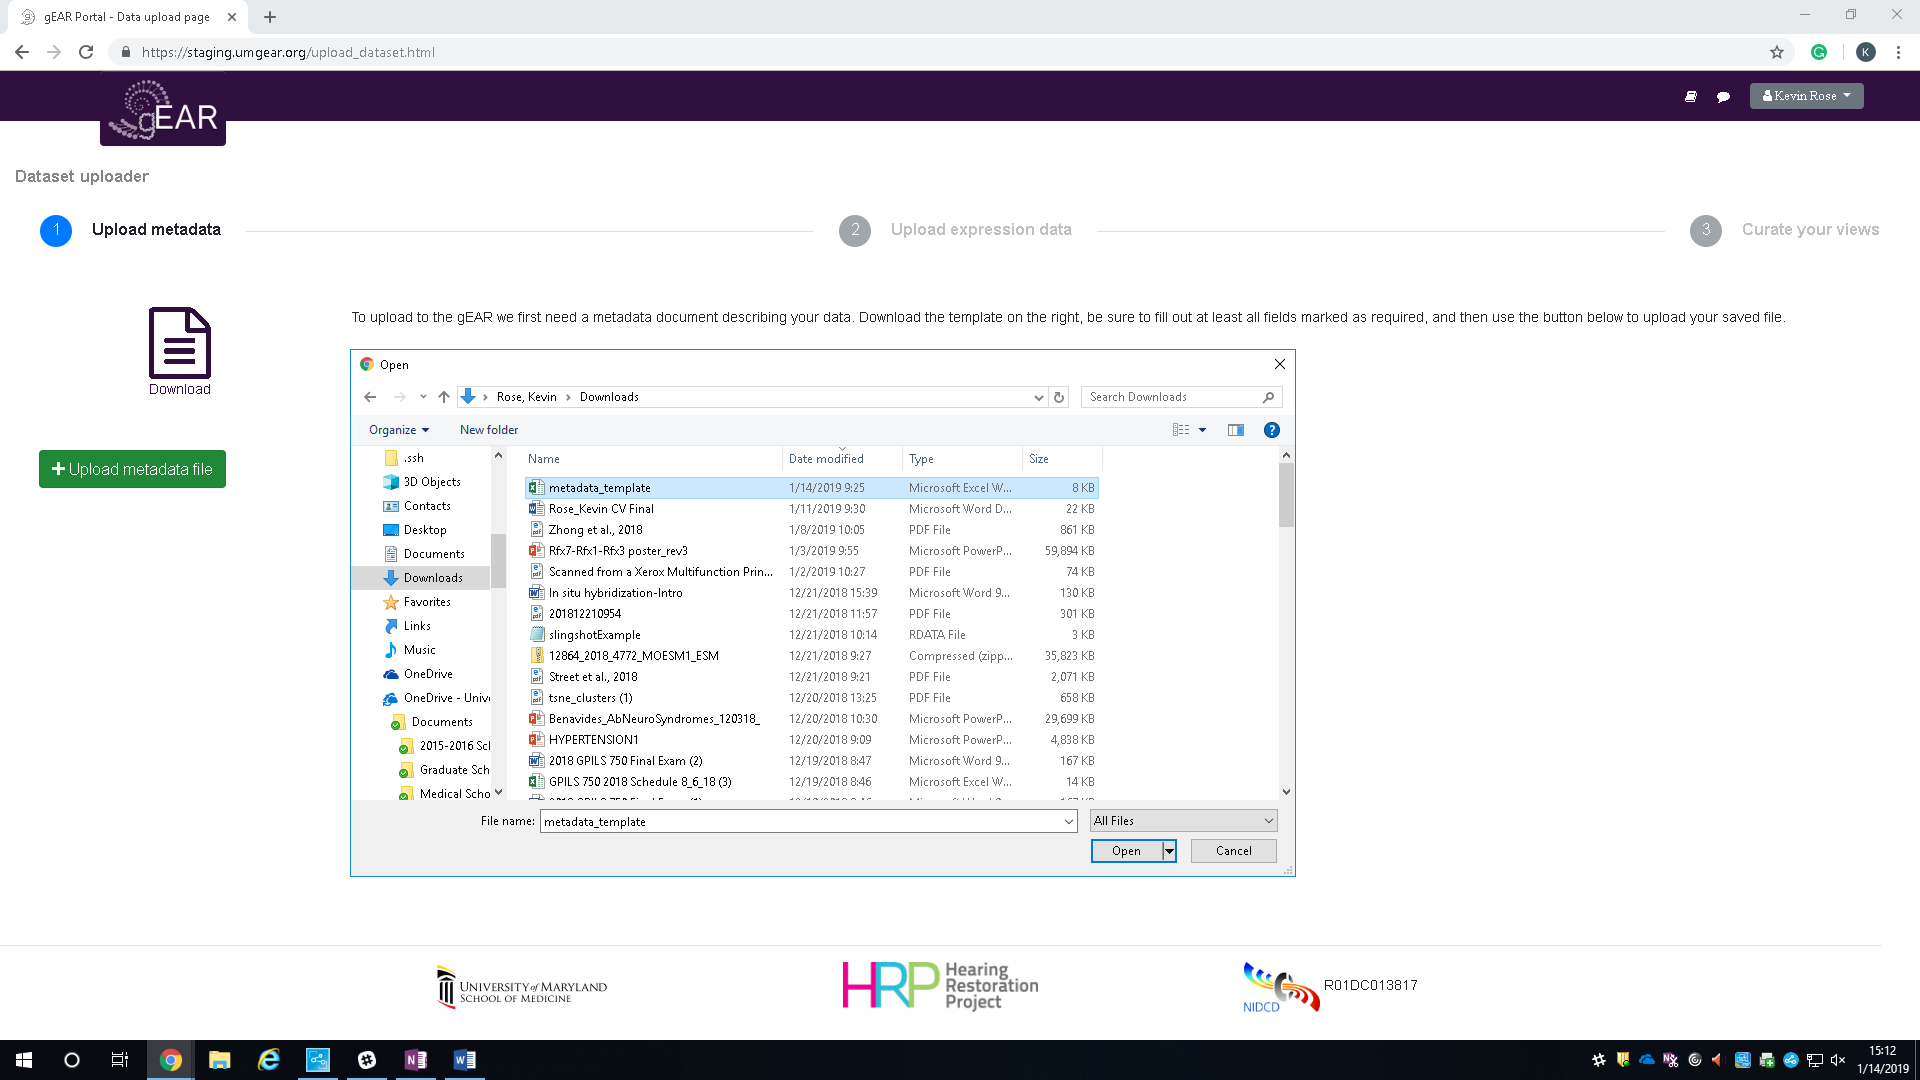 gEAR Portal - Data upload page
https://staging.umgear.org/upload_dataset.html
K
gEAR
Kevin Rose
Dataset uploader
1 Upload metadata
2 Upload expression data
3 Curate your views
Download
To upload to the gEAR we first need a metadata document describing your data. Download the template on the right, be sure to fill out at least all fields marked as required, and then use the button below to upload your saved file.
Upload metadata file
Open
Rose, Kevin > Downloads
Search Downloads
Organize
New folder
.ssh
3D Objects
Contacts
Desktop
Documents
Downloads
Favorites
Links
Music
OneDrive
OneDrive - Unive
Documents
2015-2016 Sch
Graduate Sch
Medical Scho
Name Date modified Type Size
metadata_template 1/14/2019 9:25 Microsoft Excel W... 8 KB
Rose_Kevin CV Final 1/11/2019 9:30 Microsoft Word D... 22 KB
Zhong et al., 2018 1/8/2019 10:05 PDF File 861 KB
Rfx7-Rfx1-Rfx3 poster_rev3 1/3/2019 9:55 Microsoft PowerP... 59,894 KB
Scanned from a Xerox Multifunction Prin... 1/2/2019 10:27 PDF File 74 KB
In situ hybridization-Intro 12/21/2018 15:39 Microsoft Word 9... 130 KB
201812210954 12/21/2018 11:57 PDF File 301 KB
slingshotExample 12/21/2018 10:14 RDATA File 3 KB
12864_2018_4772_MOESM1_ESM 12/21/2018 9:27 Compressed (zipp... 35,823 KB
Street et al., 2018 12/21/2018 9:21 PDF File 2,071 KB
tsne_clusters (1) 12/20/2018 13:25 PDF File 658 KB
Benavides_AbNeuroSyndromes_120318_ 12/20/2018 10:30 Microsoft PowerP... 29,699 KB
HYPERTENSION1 12/20/2018 9:09 Microsoft PowerP... 4,838 KB
2018 GPILS 750 Final Exam (2) 12/19/2018 8:47 Microsoft Word 9... 167 KB
GPILS 750 2018 Schedule 8_6_18 (3) 12/19/2018 8:46 Microsoft Excel W... 14 KB
File name: metadata_template
All Files
Open
Cancel
UNIVERSITY of MARYLAND
SCHOOL OF MEDICINE
HRP Hearing
Restoration
Project
NIDCD
R01DC013817
15:12
1/14/2019